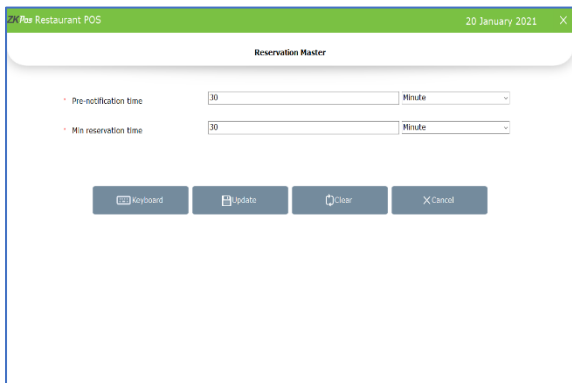 ZKPos Restaurant POS 20 January 2021 X
Reservation Master
* Pre-notification time 30 Minute
* Min reservation time 30 Minute
Keyboard Update Clear X Cancel